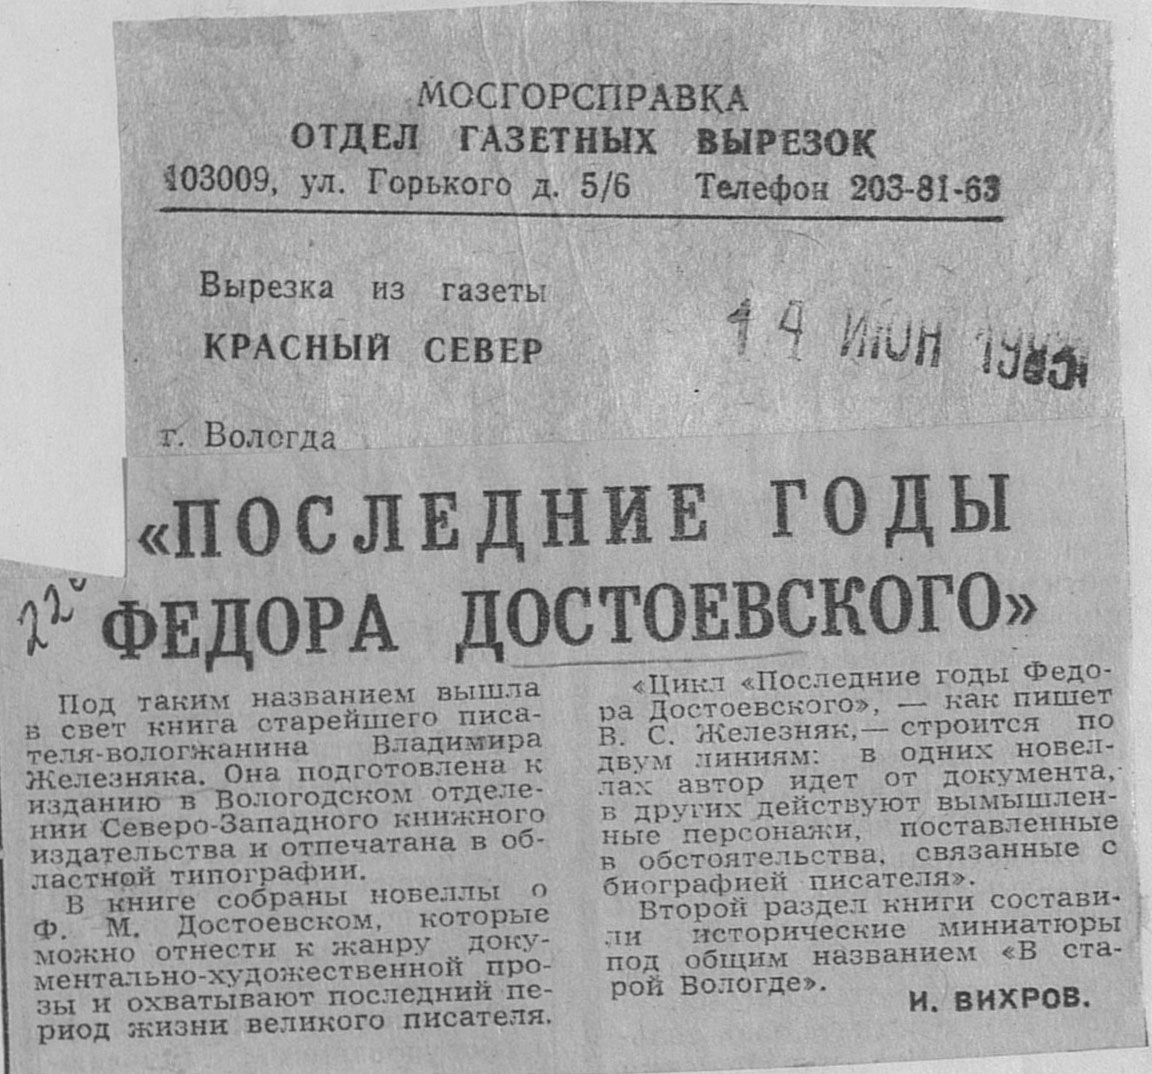 МОСГОРСПРАВКА
ОТДЕЛ ГАЗЕТНЫХ ВЫРЕЗОК
103009, ул. Горького д. 5/6 Телефон 203-81-63
Вырезка из газеты
КРАСНЫЙ СЕВЕР
14 ИЮН
г. Вологда
«ПОСЛЕДНИЕ ГОДЫ
ФЕДОРА ДОСТОЕВСКОГО»
Под таким названием вышла
в свет книга старейшего писа-
теля-вологжанина Владимира
Железняка. Она подготовлена к
изданию в Вологодском отделе-
нии Северо-Западного книжного
издательства и отпечатана в об-
ластной типографии.
В книге собраны новеллы о
Ф. М. Достоевском, которые
можно отнести к жанру доку-
ментально-художественной про-
зы и охватывают последний пе-
риод жизни великого писателя.
«Цикл «Последние годы Федо-
ра Достоевского», — как пишет
В. С. Железняк,— строится по
двум линиям: в одних новел-
лах автор идет от документа,
в других действуют вымышлен-
ные персонажи, поставленные
в обстоятельства, связанные с
биографией писателя».
Второй раздел книги состави-
ли исторические миниатюры
под общим названием «В ста-
рой Вологде».
И. ВИХРОВ.